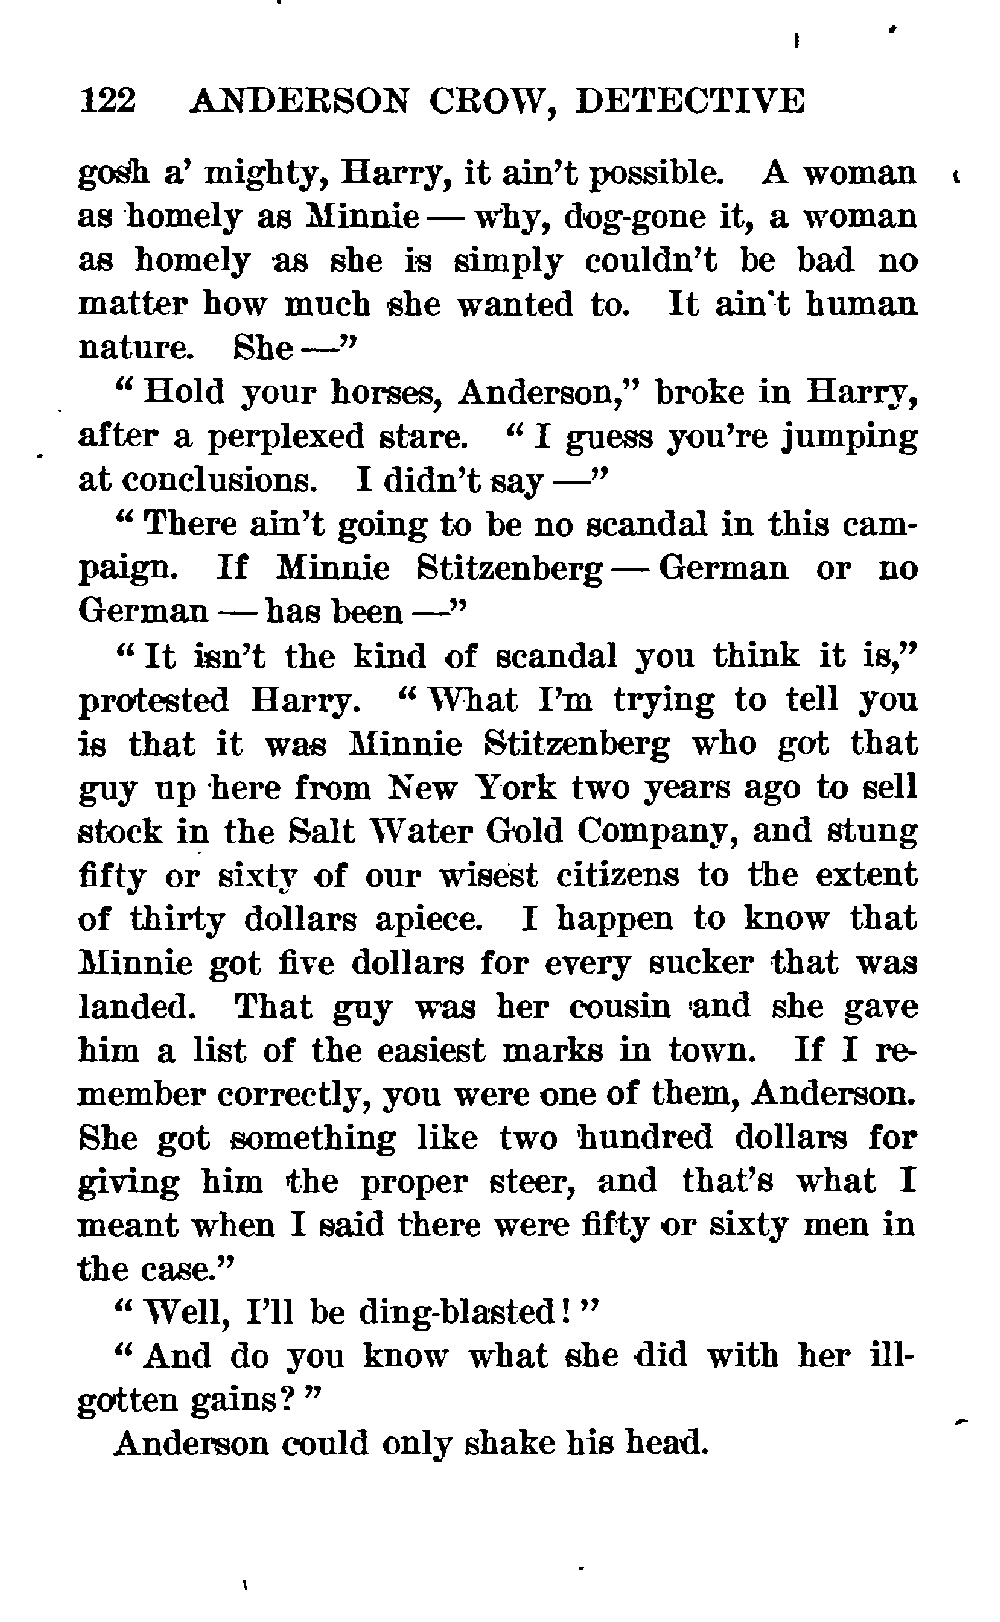 122 ANDERSON CROW, DETECTIVE
gosh a’ mighty, Harry, it ain’t possible. A woman
as homely as Minnie — why, dog-gone it, a woman
as homely as she is simply couldn’t be bad no
matter how much she wanted to. It ain’t human
nature. She —”
“ Hold your horses, Anderson,” broke in Harry,
after a perplexed stare. “ I guess you’re jumping
at conclusions. I didn’t say —”
“ There ain’t going to be no scandal in this cam-
paign. If Minnie Stitzenberg — German or no
German — has been —”
“ It isn’t the kind of scandal you think it is,”
protested Harry. “ What I’m trying to tell you
is that it was Minnie Stitzenberg who got that
guy up here from New York two years ago to sell
stock in the Salt Water Gold Company, and stung
fifty or sixty of our wisest citizens to the extent
of thirty dollars apiece. I happen to know that
Minnie got five dollars for every sucker that was
landed. That guy was her cousin and she gave
him a list of the easiest marks in town. If I re-
member correctly, you were one of them, Anderson.
She got something like two hundred dollars for
giving him the proper steer, and that’s what I
meant when I said there were fifty or sixty men in
the case.”
“ Well, I’ll be ding-blasted! ”
“ And do you know what she did with her ill-
gotten gains? ”
Anderson could only shake his head.